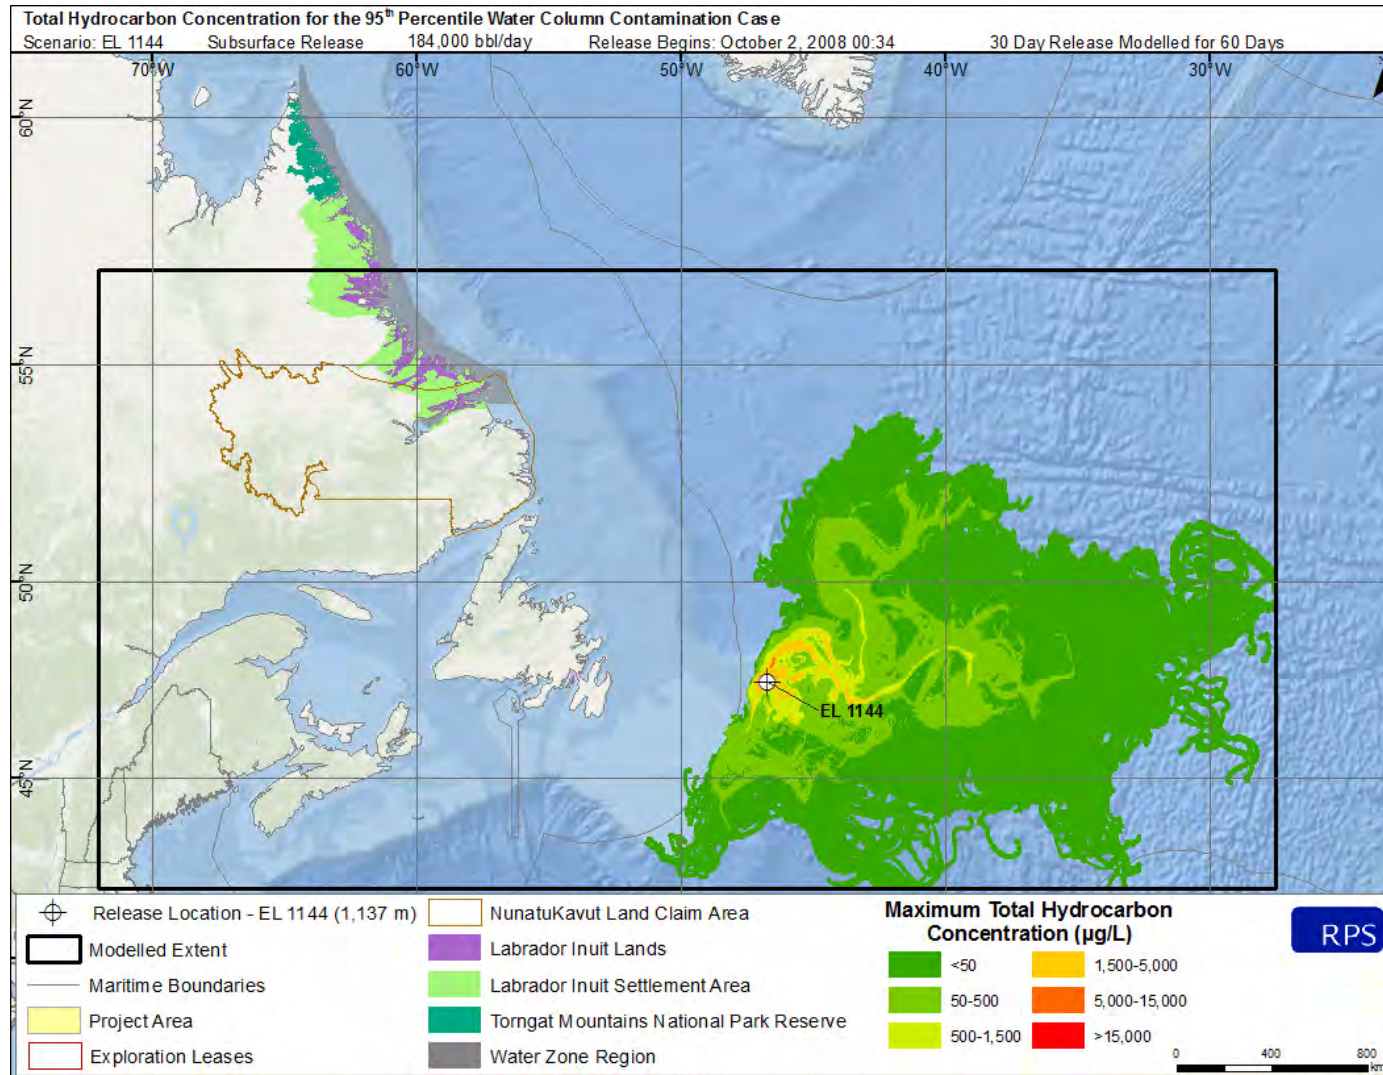 Total Hydrocarbon Concentration for the 95th Percentile Water Column Contamination Case
Scenario: EL 1144 Subsurface Release 184,000 bbl/day Release Begins: October 2, 2008 00:34 30 Day Release Modelled for 60 Days
70°W 60°W 50°W 40°W 30°W
60°N
55°N
50°N
45°N
EL 1144
Release Location - EL 1144 (1,137 m)
Modelled Extent
Maritime Boundaries
Project Area
Exploration Leases
NunatuKavut Land Claim Area
Labrador Inuit Lands
Labrador Inuit Settlement Area
Torngat Mountains National Park Reserve
Water Zone Region
Maximum Total Hydrocarbon
Concentration (µg/L)
<50
50-500
500-1,500
1,500-5,000
5,000-15,000
>15,000
RPS
0 400 800
km